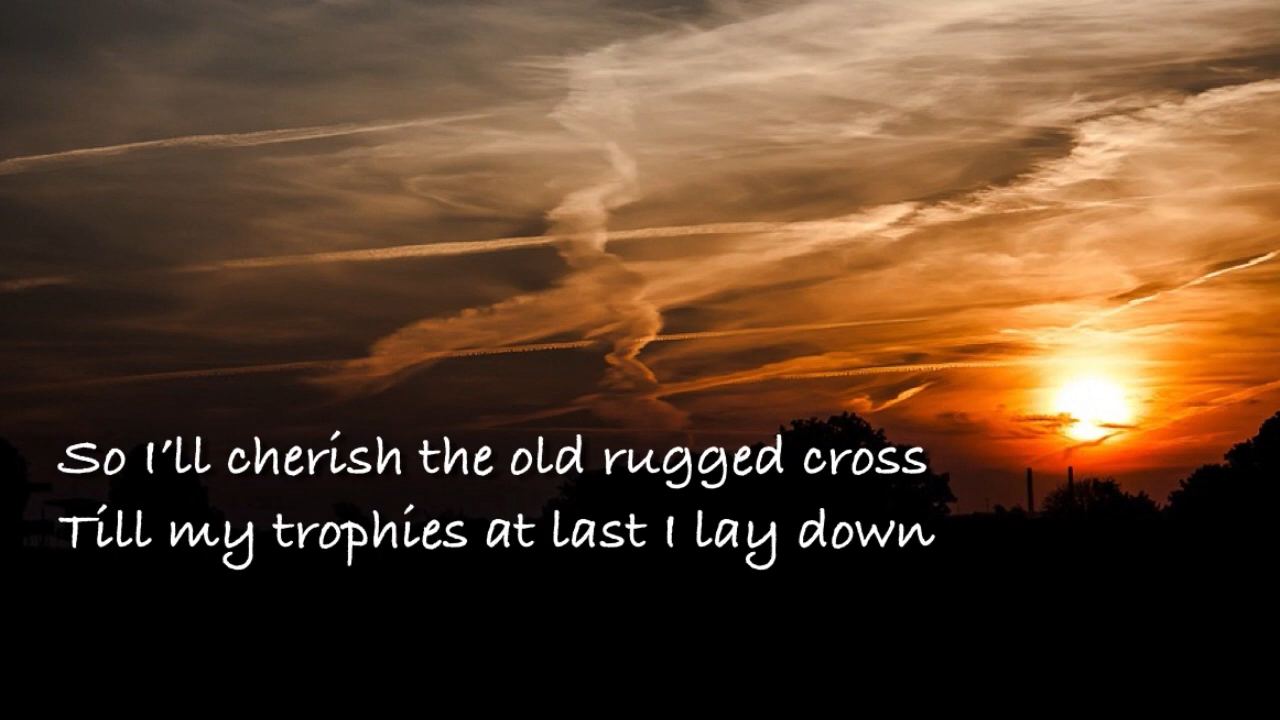 So I’ll cherish the old rugged cross
Till my trophies at last I lay down